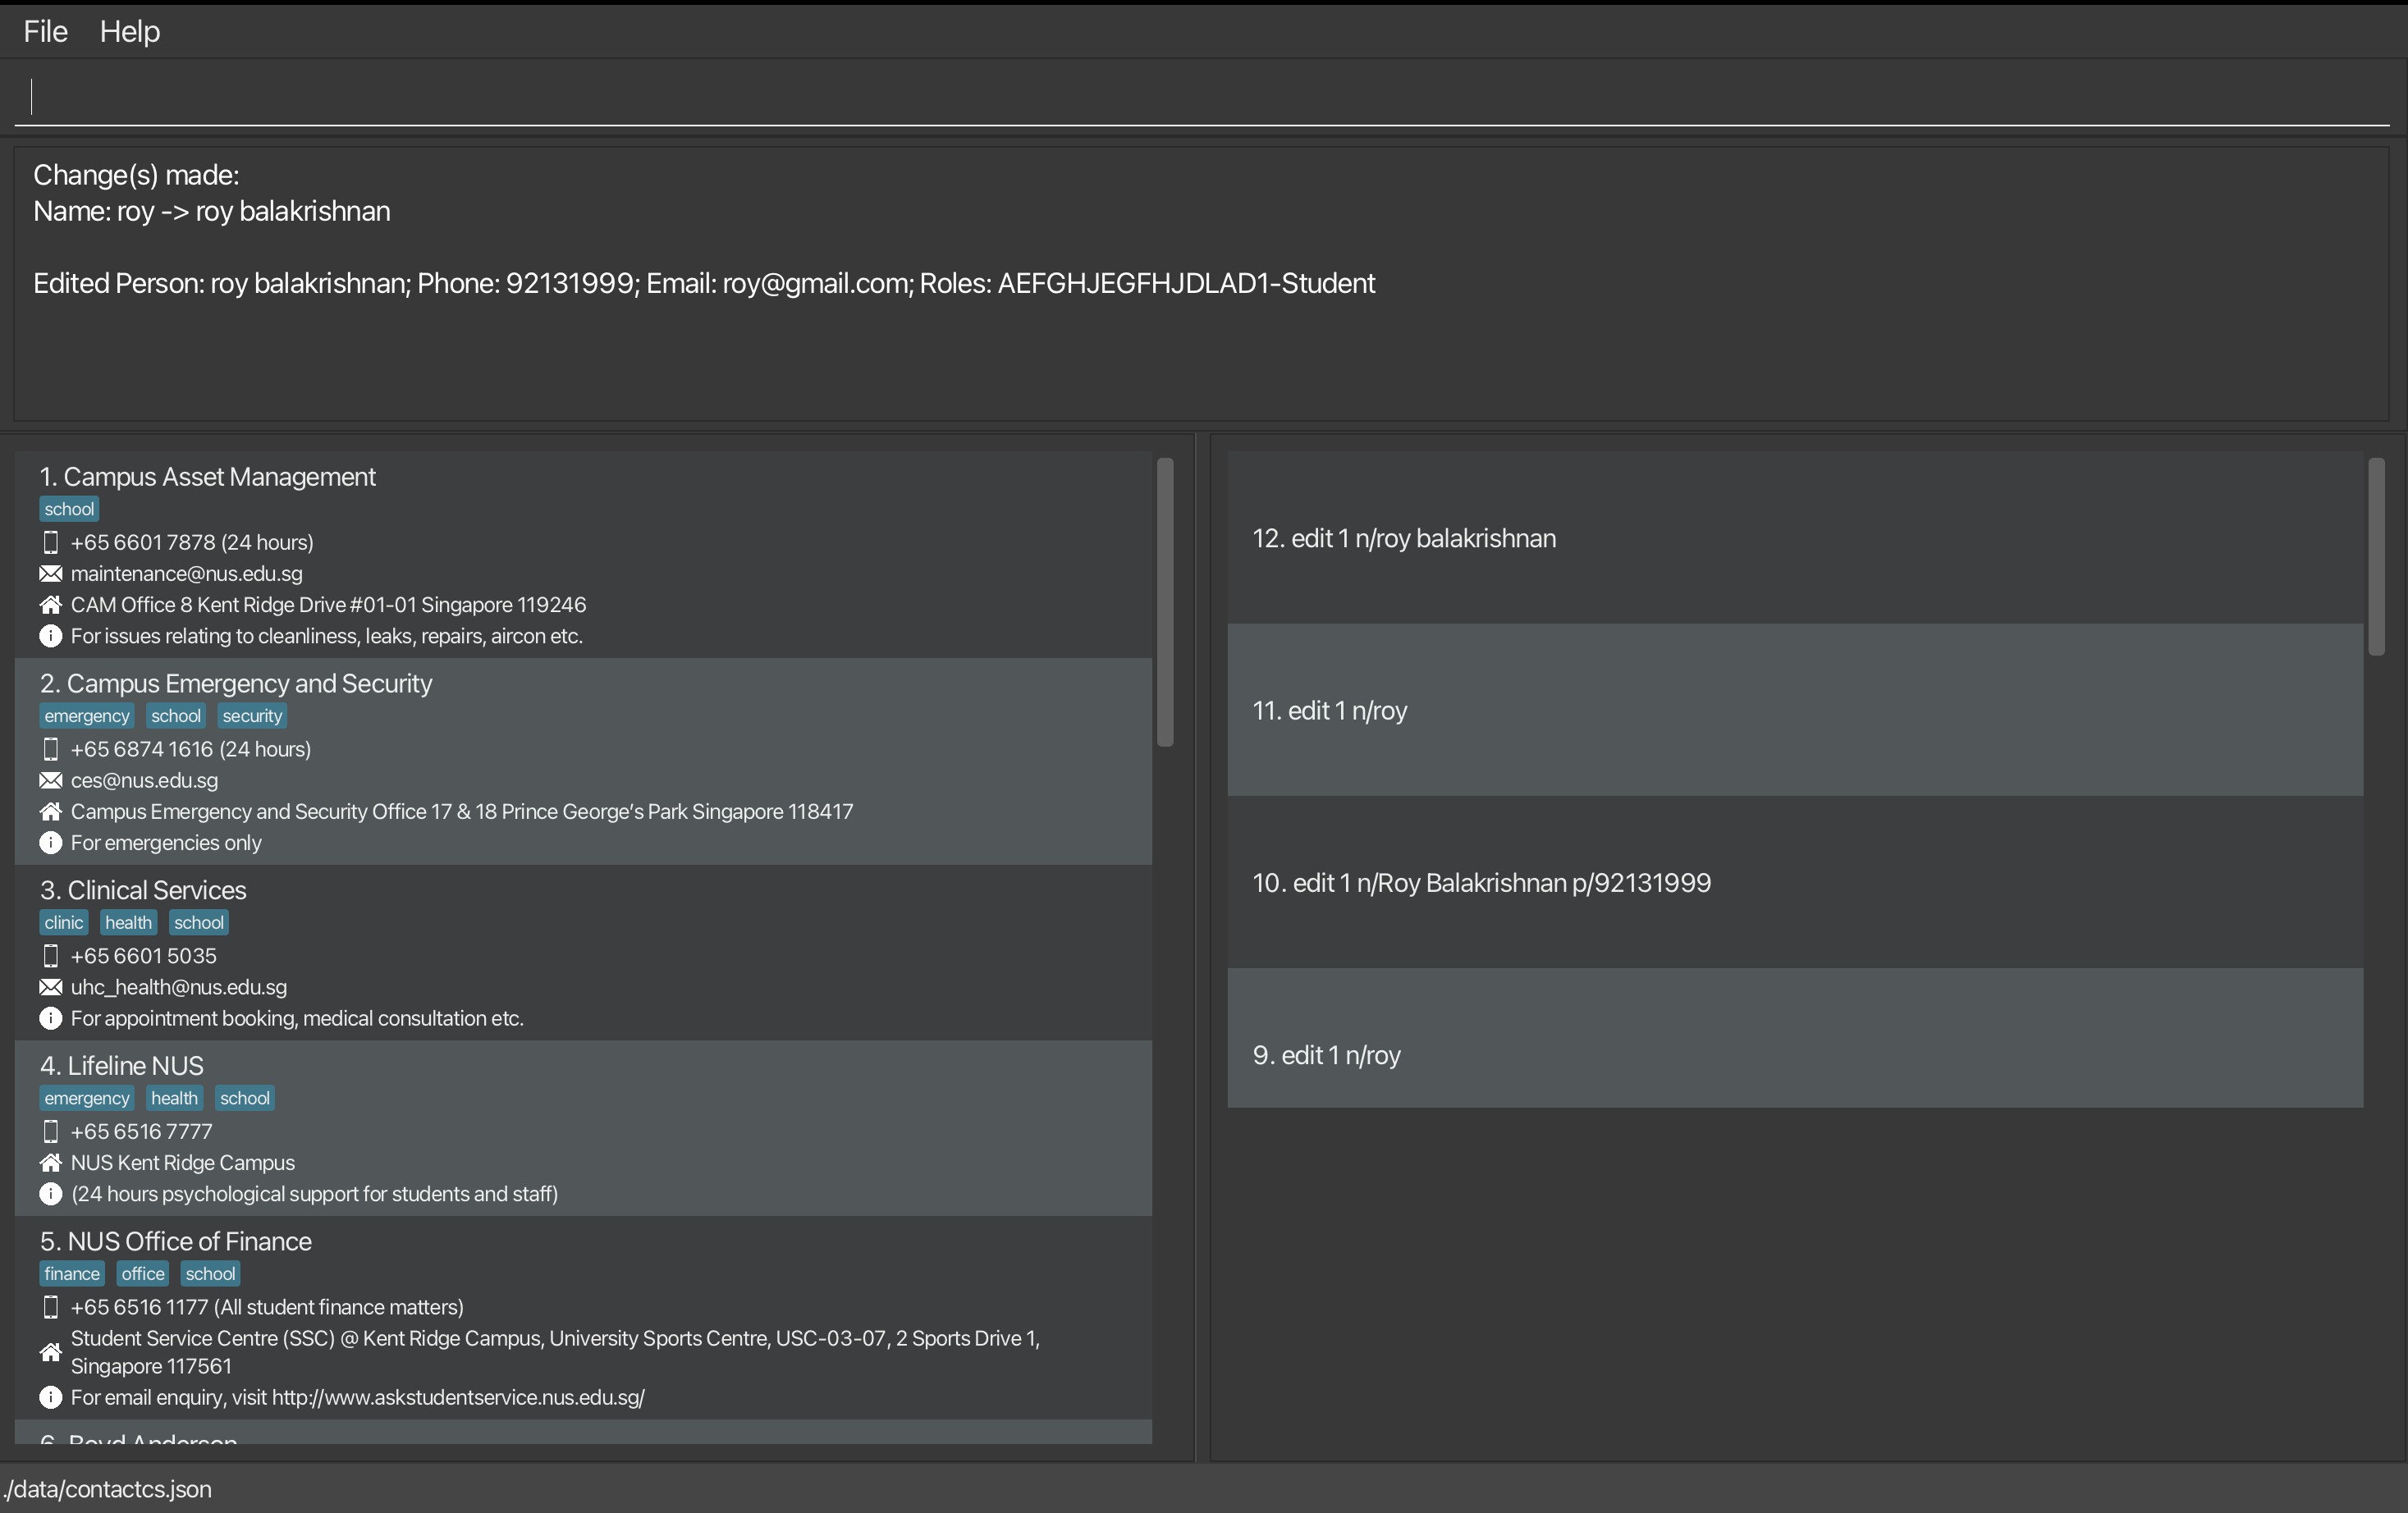 File Help
Change(s) made:
Name: roy -> roy balakrishnan
Edited Person: roy balakrishnan; Phone: 92131999; Email: roy@gmail.com; Roles: AEFGHJEGFHJDLAD1-Student
1. Campus Asset Management
school
+65 6601 7878 (24 hours)
maintenance@nus.edu.sg
CAM Office 8 Kent Ridge Drive #01-01 Singapore 119246
For issues relating to cleanliness, leaks, repairs, aircon etc.
2. Campus Emergency and Security
emergency school security
+65 6874 1616 (24 hours)
ces@nus.edu.sg
Campus Emergency and Security Office 17 & 18 Prince George's Park Singapore 118417
For emergencies only
3. Clinical Services
clinic health school
+65 6601 5035
uhc_health@nus.edu.sg
For appointment booking, medical consultation etc.
4. Lifeline NUS
emergency health school
+65 6516 7777
NUS Kent Ridge Campus
(24 hours psychological support for students and staff)
5. NUS Office of Finance
finance office school
+65 6516 1177 (All student finance matters)
Student Service Centre (SSC) @ Kent Ridge Campus, University Sports Centre, USC-03-07, 2 Sports Drive 1,
Singapore 117561
For email enquiry, visit http://www.askstudentservice.nus.edu.sg/
6. Boyd Anderson
12. edit 1 n/roy balakrishnan
11. edit 1 n/roy
10. edit 1 n/Roy Balakrishnan p/92131999
9. edit 1 n/roy
./data/contactcs.json